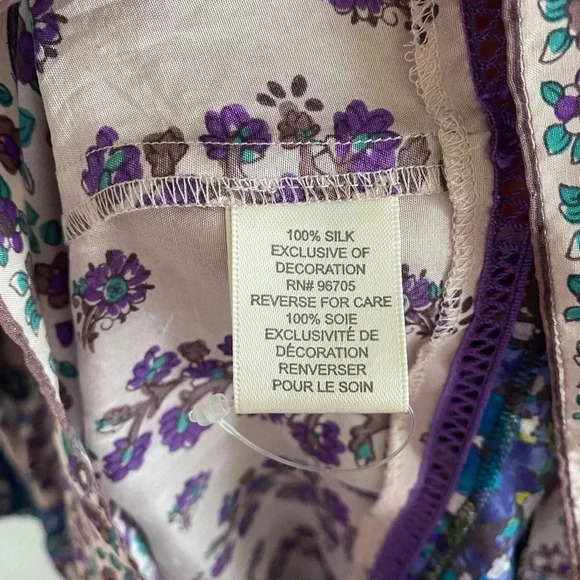 100% SILK
EXCLUSIVE OF
DECORATION
RN# 96705
REVERSE FOR CARE
100% SOIE
EXCLUSIVITÉ DE
DÉCORATION
RENVERSER
POUR LE SOIN